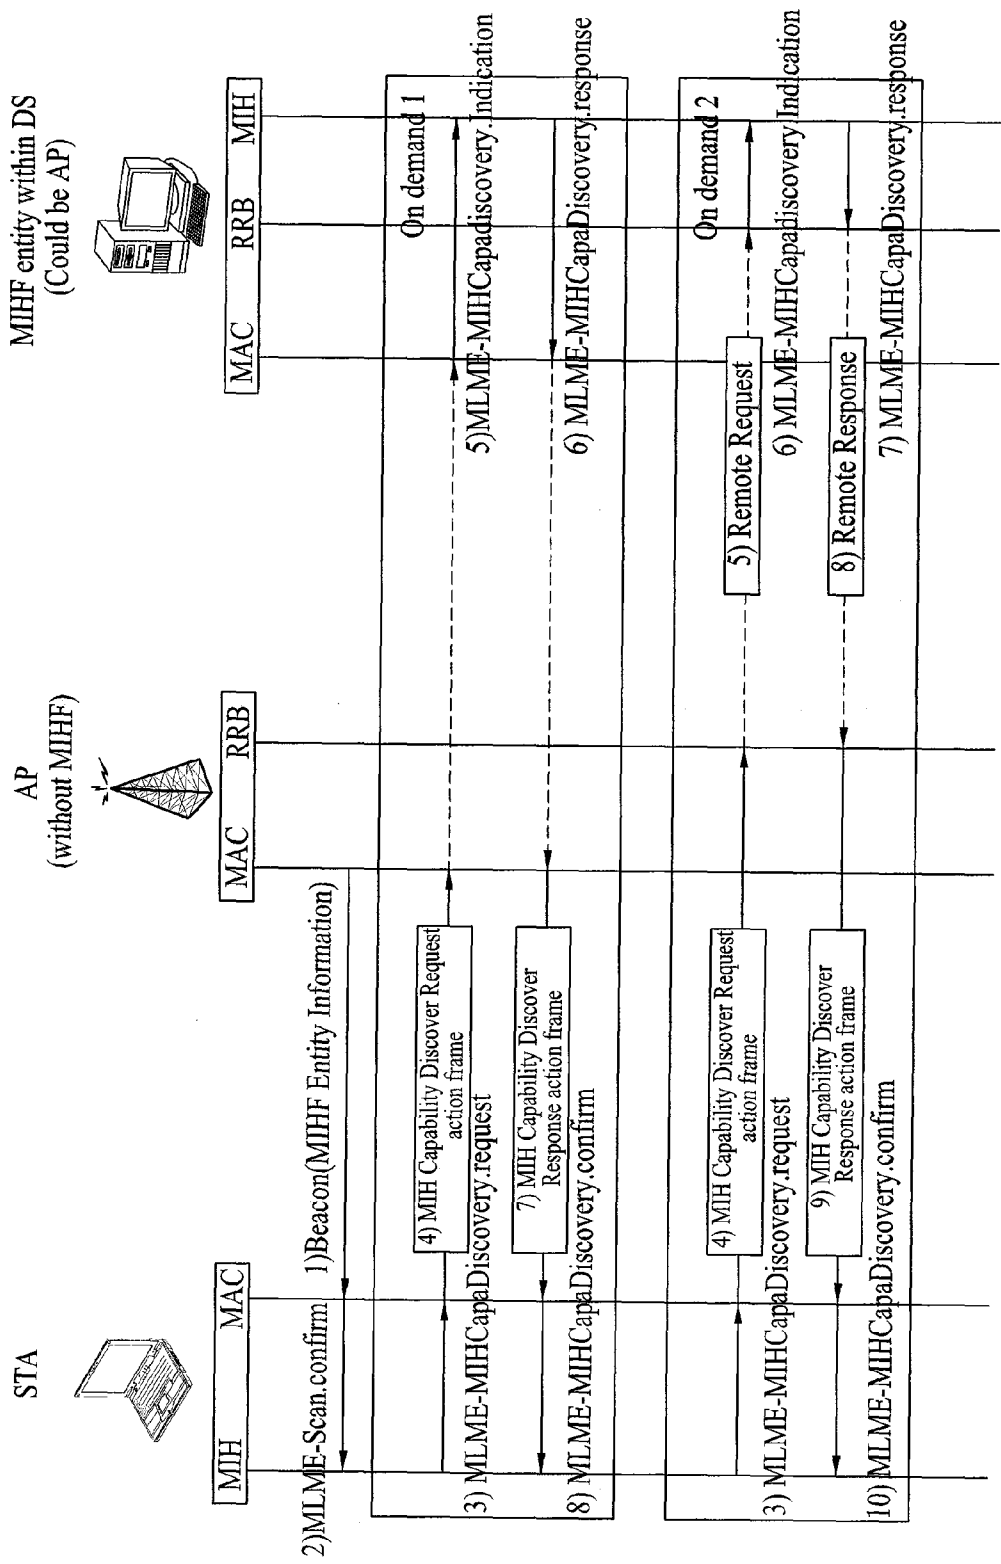 STA
AP
(without MIHF)
MIHF entity within DS
(Could be AP)
MIH
MAC
MAC
RRB
MAC
RRB
MIH
1)Beacon(MIHF Entity Information)
2)MLME-Scan.confirm
On demand 1
4) MIH Capability Discover Request
action frame
3) MLME-MIHCapaDiscovery.request
5)MLME-MIHCapadiscovery.Indication
7) MIH Capability Discover
Response action frame
6) MLME-MIHCapaDiscovery.response
8) MLME-MIHCapaDiscovery.confirm
On demand 2
4) MIH Capability Discover Request
action frame
5) Remote Request
3) MLME-MIHCapaDiscovery.request
6) MLME-MIHCapadiscovery.Indication
9) MIH Capability Discover
Response action frame
8) Remote Response
7) MLME-MIHCapaDiscovery.response
10) MLME-MIHCapaDiscovery.confirm